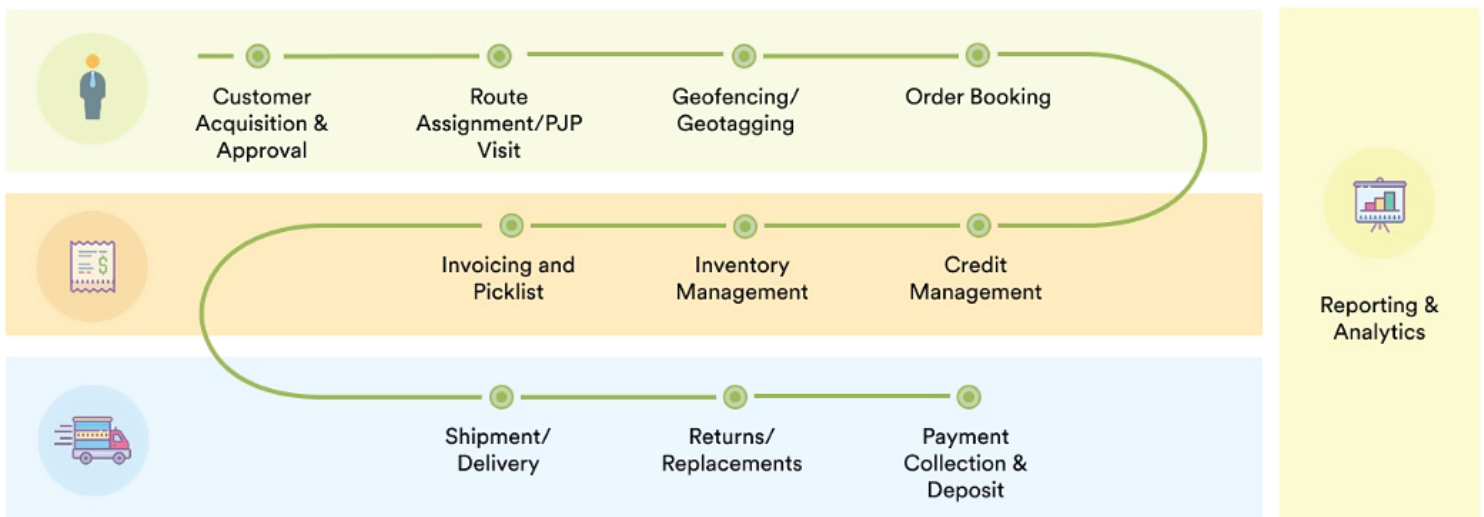 Customer
Acquisition &
Approval
Route
Assignment/PJP
Visit
Geofencing/
Geotagging
Order Booking
Invoicing and
Picklist
Inventory
Management
Credit
Management
Shipment/
Delivery
Returns/
Replacements
Payment
Collection &
Deposit
Reporting &
Analytics
$